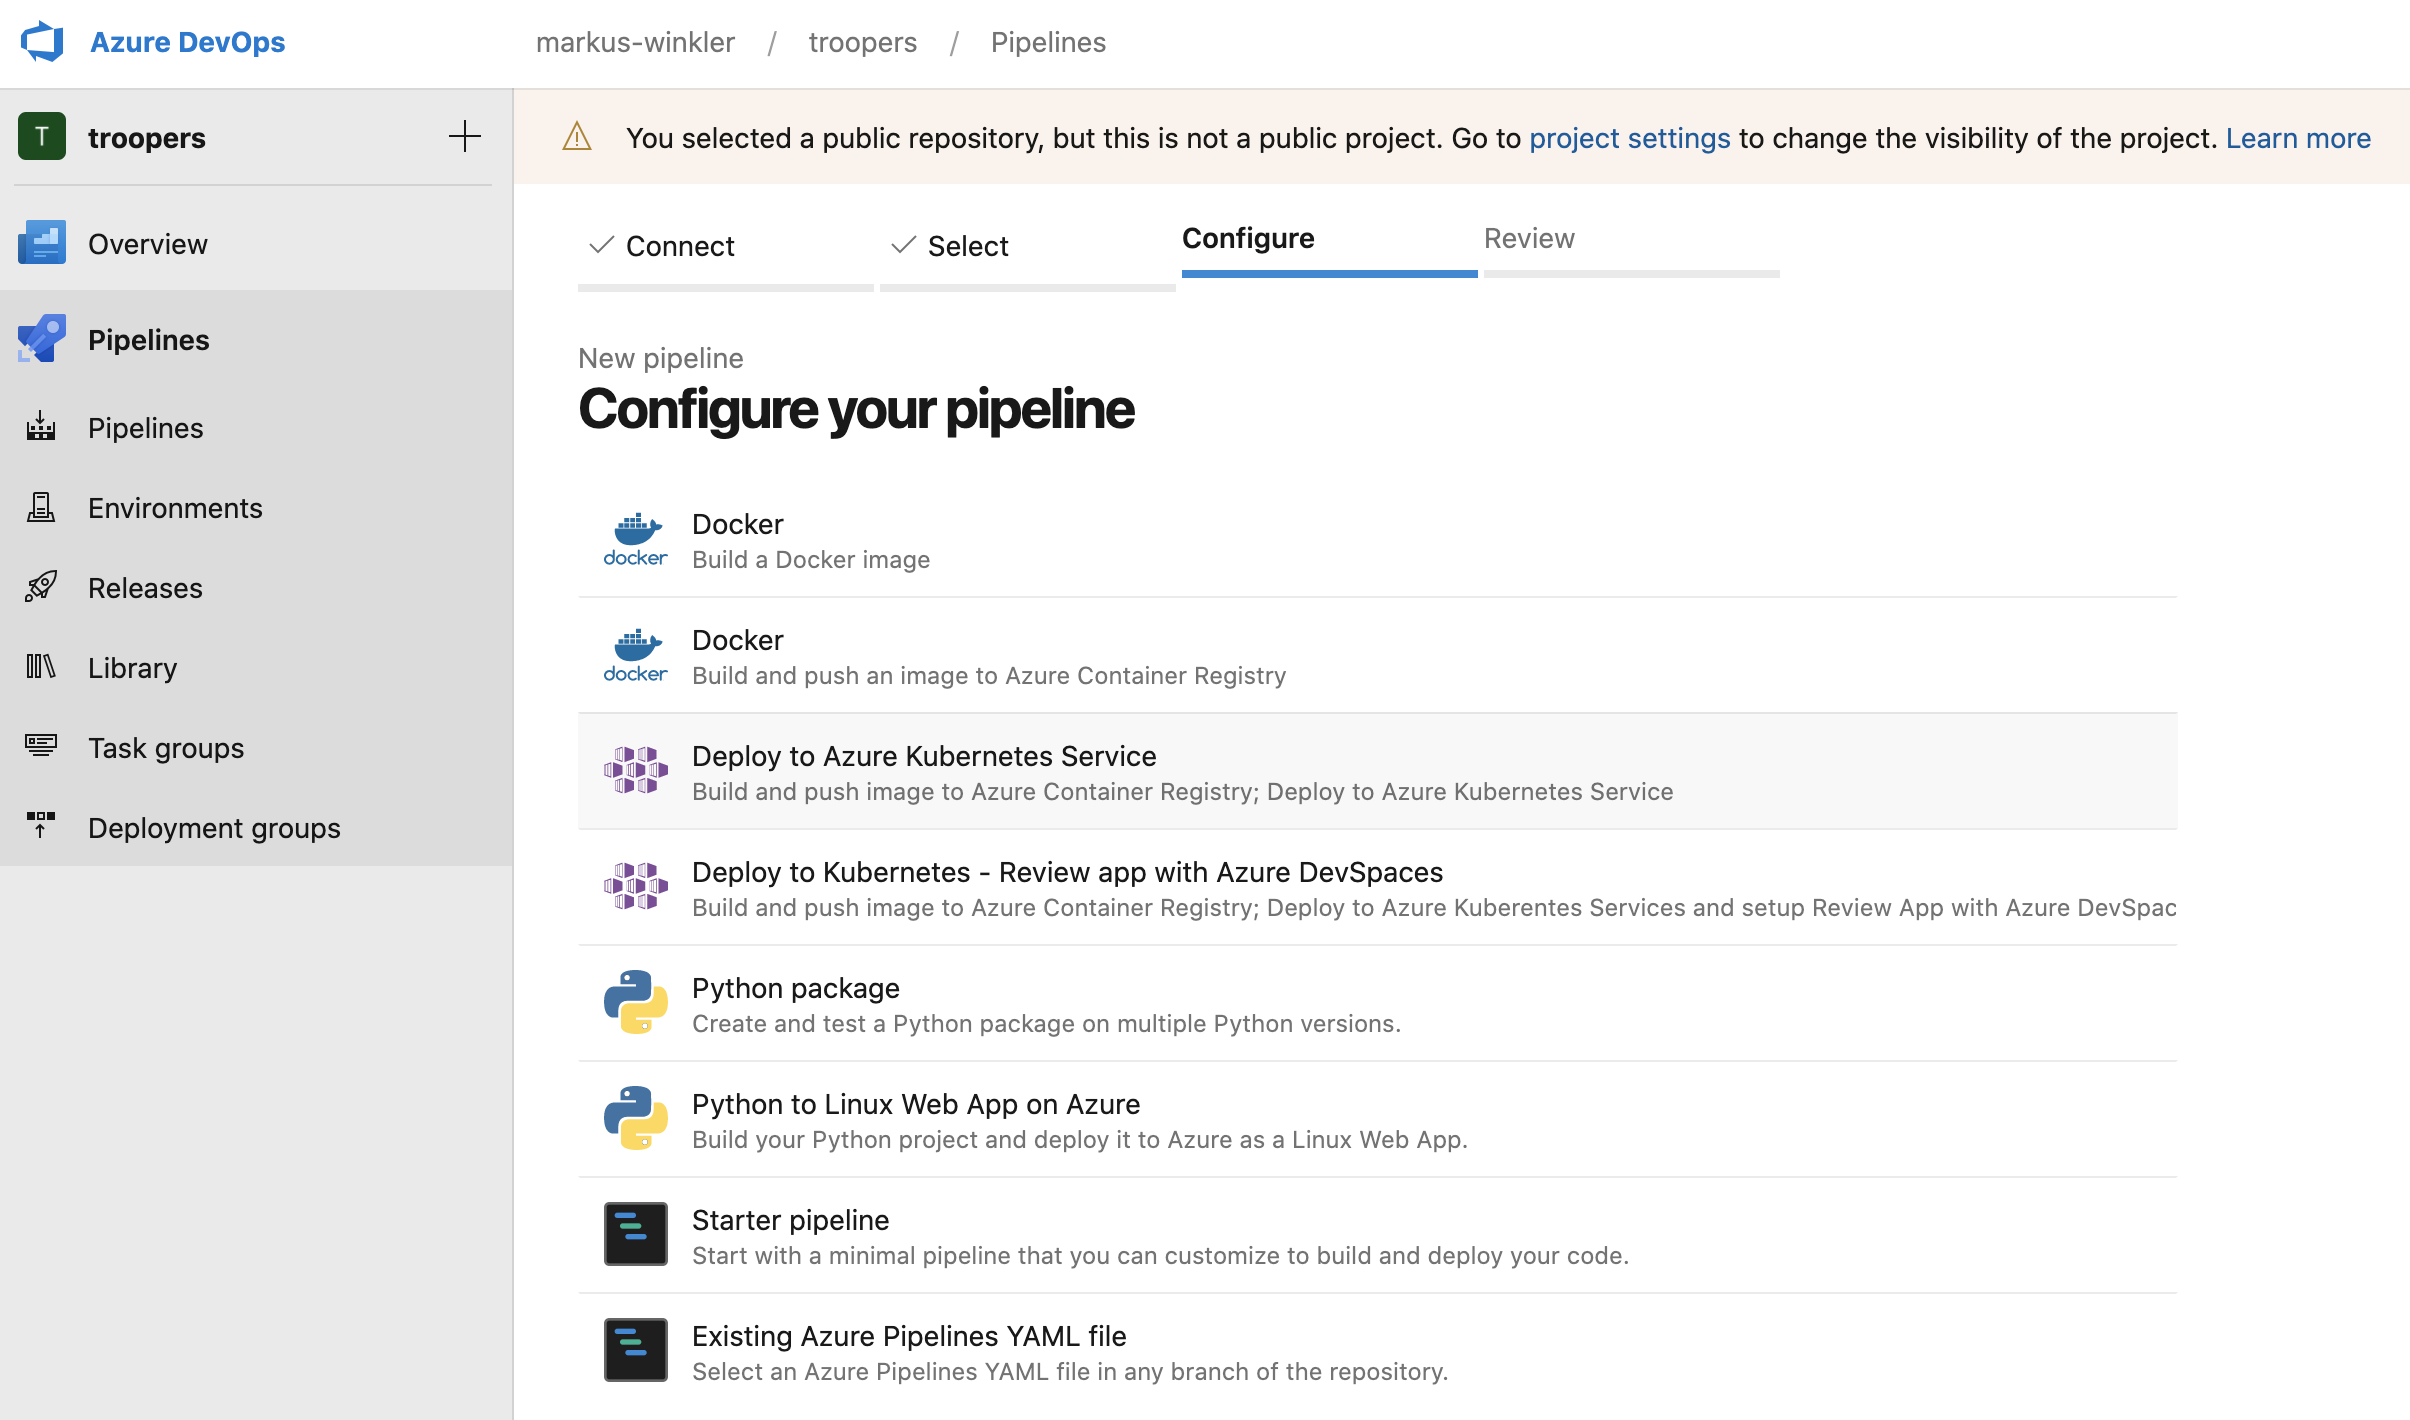 Azure DevOps
markus-winkler / troopers / Pipelines
T troopers
Overview
Pipelines
Pipelines
Environments
Releases
Library
Task groups
Deployment groups
You selected a public repository, but this is not a public project. Go to project settings to change the visibility of the project. Learn more
Connect Select Configure Review
New pipeline
Configure your pipeline
docker
Docker
Build a Docker image
docker
Docker
Build and push an image to Azure Container Registry
Deploy to Azure Kubernetes Service
Build and push image to Azure Container Registry; Deploy to Azure Kubernetes Service
Deploy to Kubernetes - Review app with Azure DevSpaces
Build and push image to Azure Container Registry; Deploy to Azure Kuberentes Services and setup Review App with Azure DevSpac
Python package
Create and test a Python package on multiple Python versions.
Python to Linux Web App on Azure
Build your Python project and deploy it to Azure as a Linux Web App.
Starter pipeline
Start with a minimal pipeline that you can customize to build and deploy your code.
Existing Azure Pipelines YAML file
Select an Azure Pipelines YAML file in any branch of the repository.